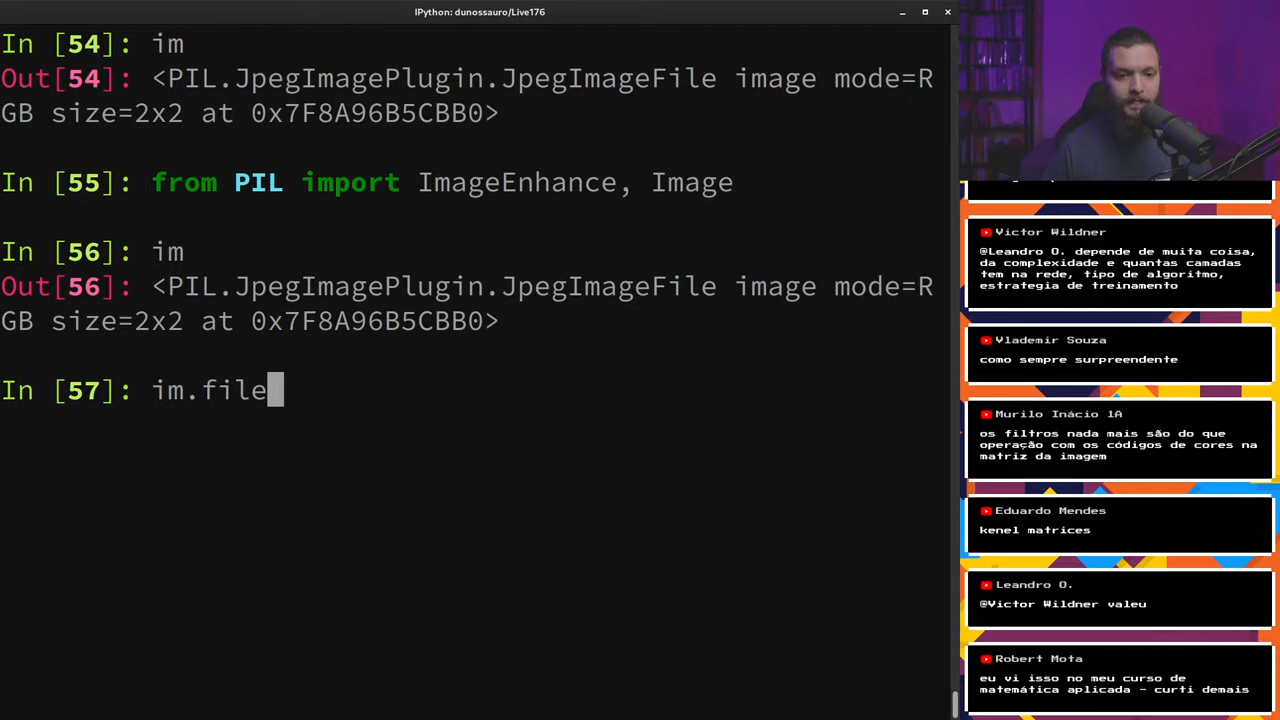 IPython: dunossauro/Live176
In [54]: im
Out[54]: <PIL.JpegImagePlugin.JpegImageFile image mode=R
GB size=2x2 at 0x7F8A96B5CBB0>
In [55]: from PIL import ImageEnhance, Image
In [56]: im
Out[56]: <PIL.JpegImagePlugin.JpegImageFile image mode=R
GB size=2x2 at 0x7F8A96B5CBB0>
In [57]: im.file
Victor Wildner
@Leandro O. depende de muita coisa,
da complexidade e quantas camadas
tem na rede, tipo de algoritmo,
estrategia de treinamento
Vlademir Souza
como sempre surpreendente
Murilo Inácio 1A
os filtros nada mais são do que
operação com os códigos de cores na
matriz da imagem
Eduardo Mendes
kenel matrices
Leandro O.
@Victor Wildner valeu
Robert Mota
eu vi isso no meu curso de
matemática aplicada - curti demais